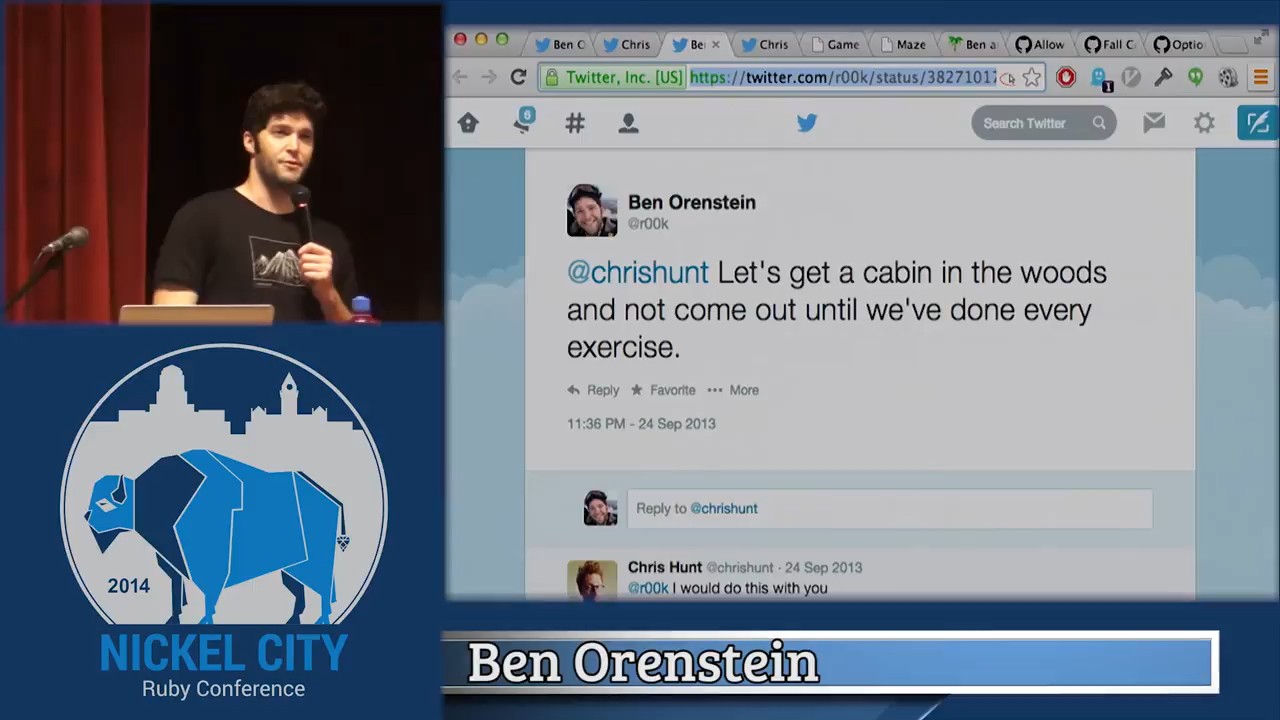 Ben O
Chris
Be
Chris
Game
Maze
Ben a
Allow
Fall C
Optio
Twitter, Inc. [US]
https://twitter.com/r00k/status/3827101
1
6
#
Search Twitter
Ben Orenstein
@r00k
@chrishunt Let's get a cabin in the woods
and not come out until we've done every
exercise.
Reply
Favorite
More
11:36 PM - 24 Sep 2013
Reply to @chrishunt
Chris Hunt @chrishunt · 24 Sep 2013
@r00k I would do this with you
2014
NICKEL CITY
Ruby Conference
Ben Orenstein